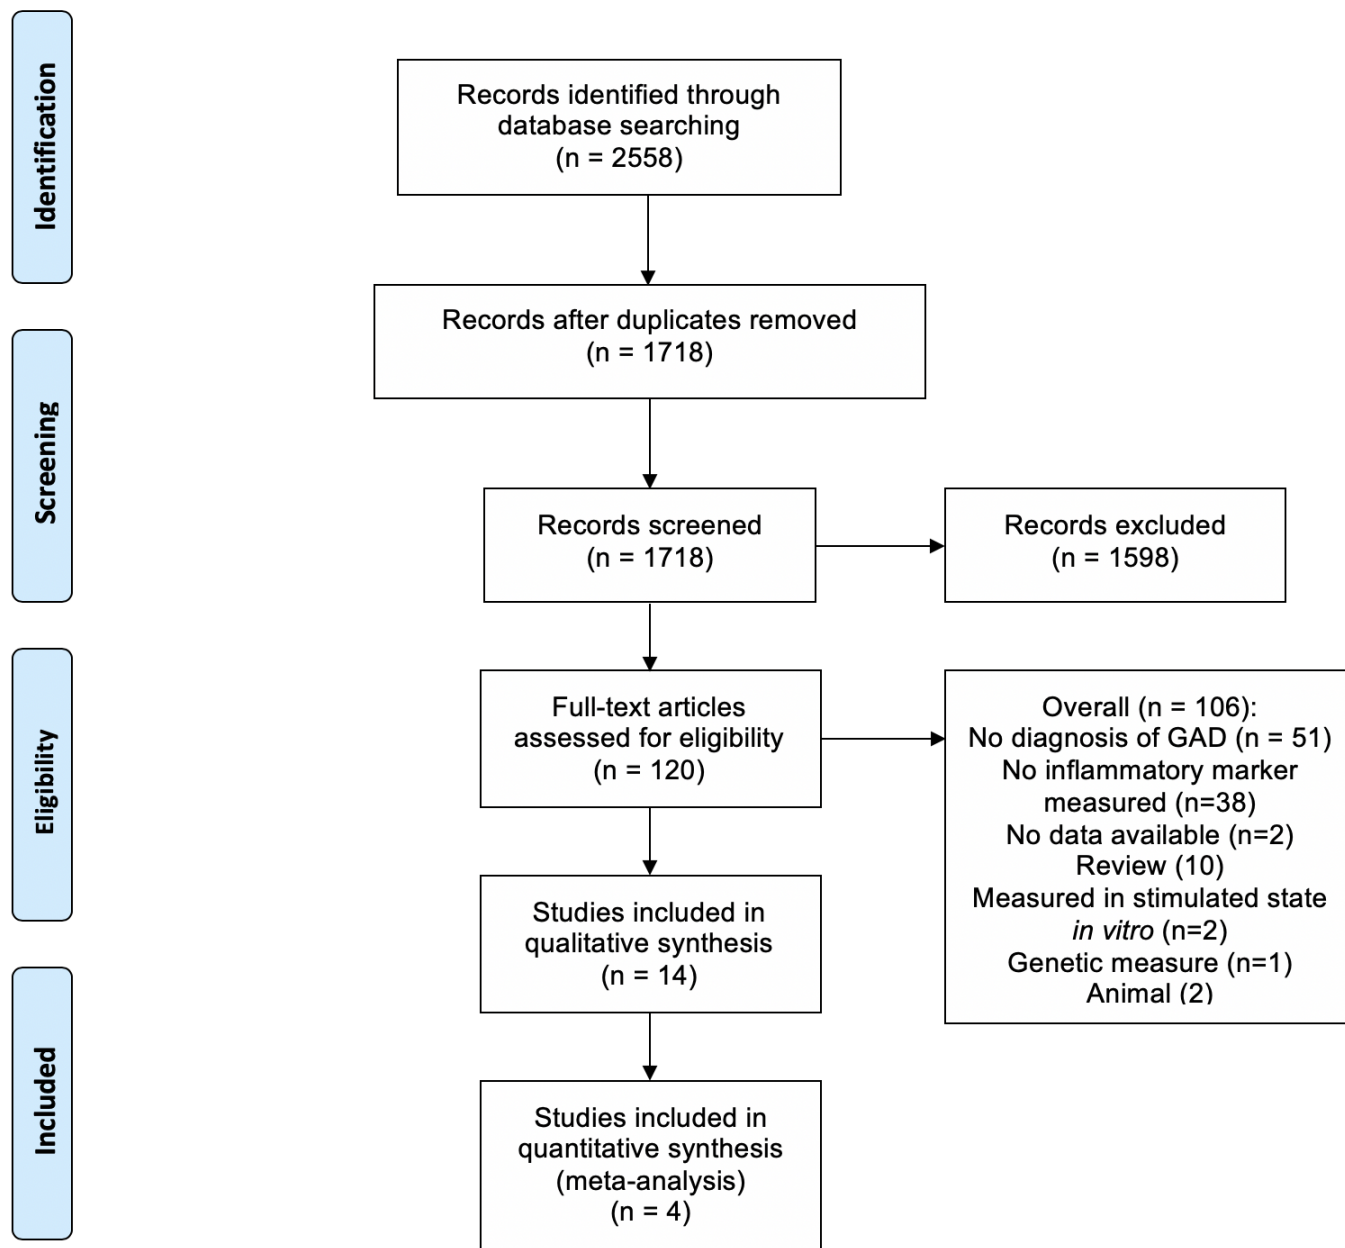 Identification
Records identified through
database searching
(n = 2558)
Records after duplicates removed
(n = 1718)
Screening
Records screened
(n = 1718)
Records excluded
(n = 1598)
Eligibility
Full-text articles
assessed for eligibility
(n = 120)
Overall (n = 106):
No diagnosis of GAD (n = 51)
No inflammatory marker
measured (n=38)
No data available (n=2)
Review (10)
Measured in stimulated state
in vitro (n=2)
Genetic measure (n=1)
Animal (2)
Studies included in
qualitative synthesis
(n = 14)
Included
Studies included in
quantitative synthesis
(meta-analysis)
(n = 4)